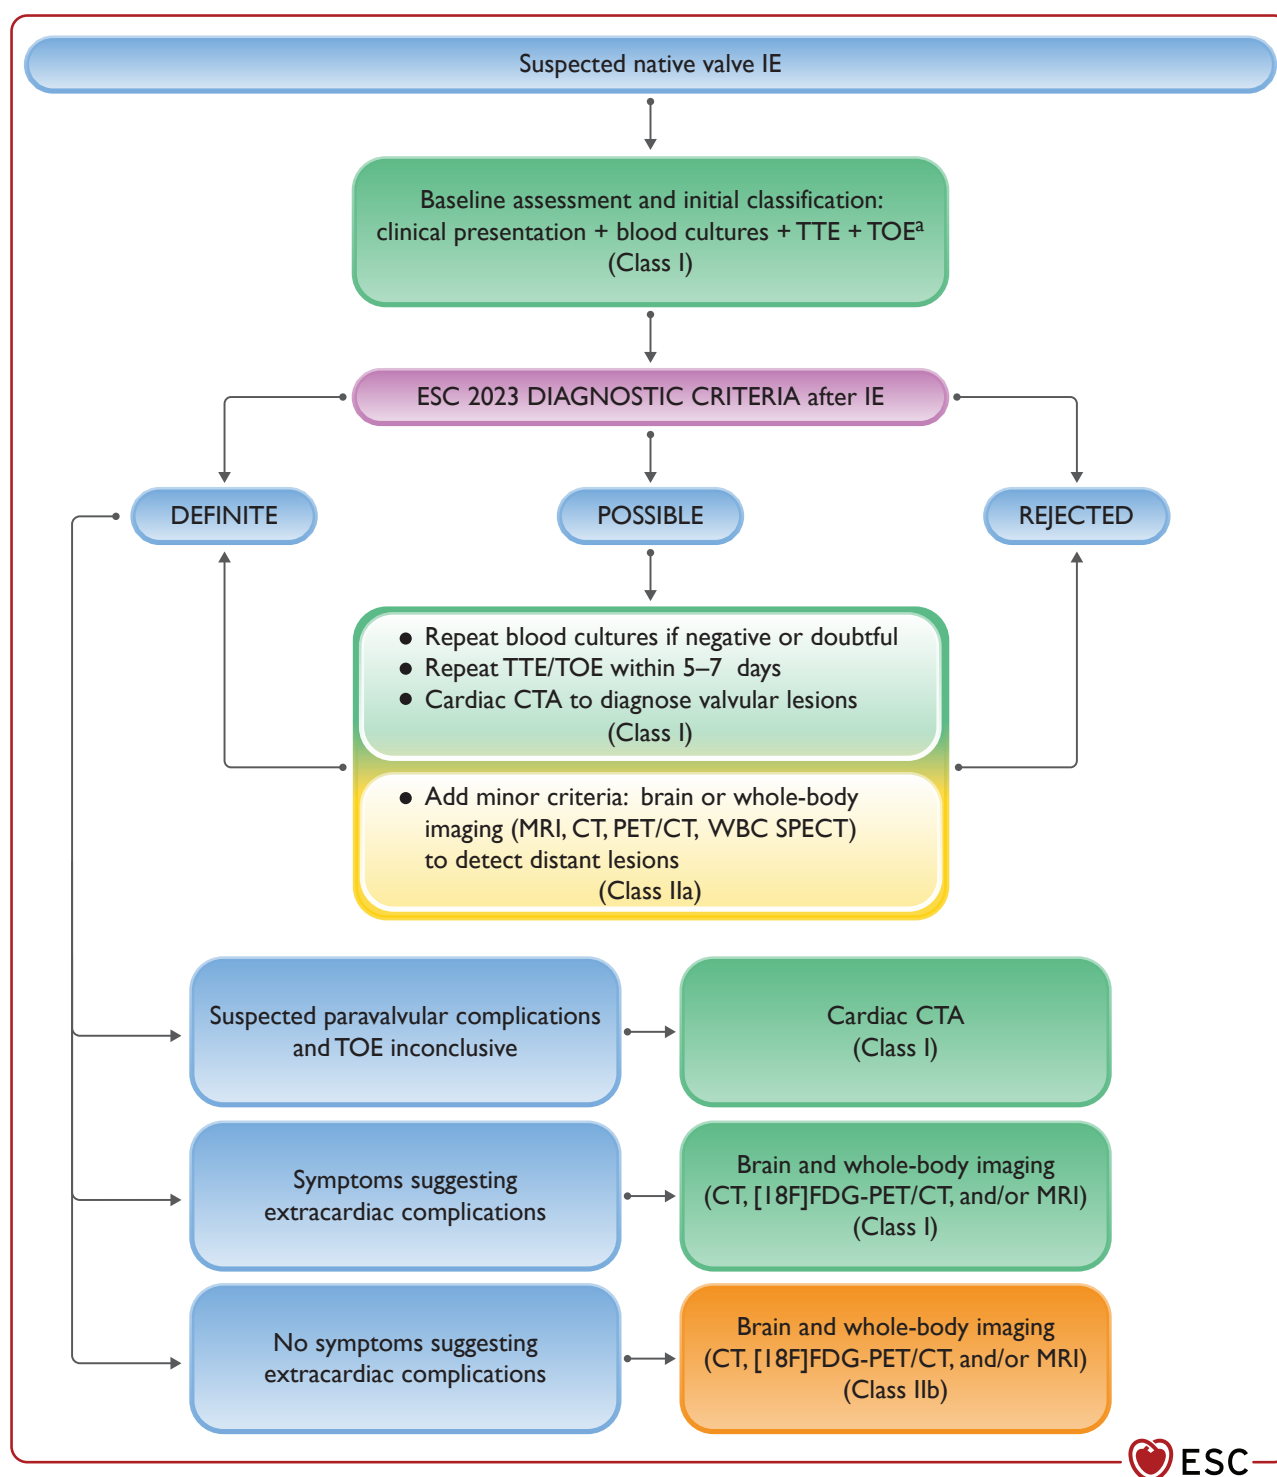 Suspected native valve IE
Baseline assessment and initial classification:
clinical presentation + blood cultures + TTE + TOEᵃ
(Class I)
ESC 2023 DIAGNOSTIC CRITERIA after IE
DEFINITE
POSSIBLE
REJECTED
● Repeat blood cultures if negative or doubtful
● Repeat TTE/TOE within 5–7 days
● Cardiac CTA to diagnose valvular lesions
(Class I)
● Add minor criteria: brain or whole-body
imaging (MRI, CT, PET/CT, WBC SPECT)
to detect distant lesions
(Class IIa)
Suspected paravalvular complications
and TOE inconclusive
Cardiac CTA
(Class I)
Symptoms suggesting
extracardiac complications
Brain and whole-body imaging
(CT, [18F]FDG-PET/CT, and/or MRI)
(Class I)
No symptoms suggesting
extracardiac complications
Brain and whole-body imaging
(CT, [18F]FDG-PET/CT, and/or MRI)
(Class IIb)
ESC